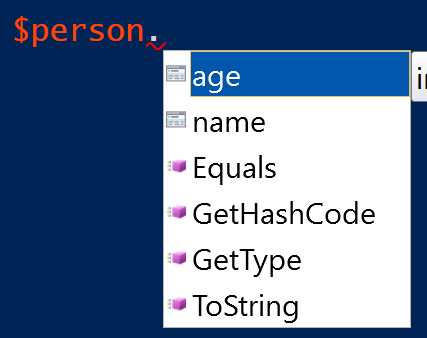 $person.
age
name
Equals
GetHashCode
GetType
ToString